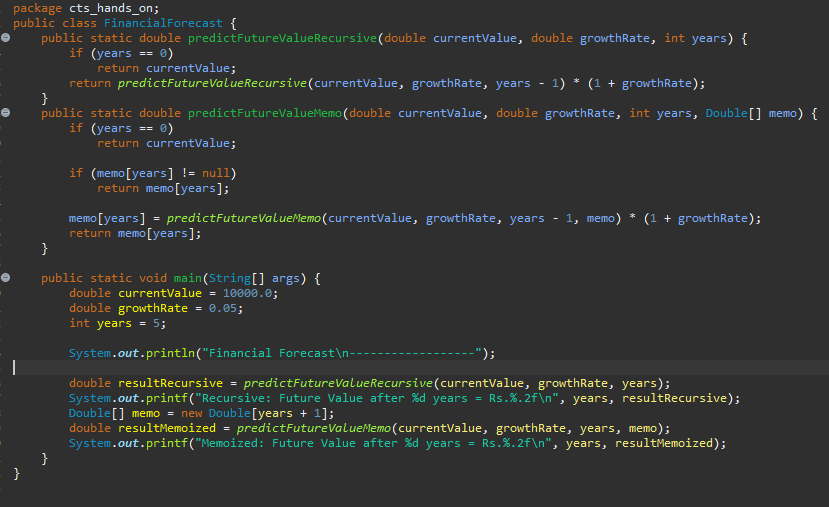 package cts_hands_on;
public class FinancialForecast {
    public static double predictFutureValueRecursive(double currentValue, double growthRate, int years) {
        if (years == 0)
            return currentValue;
        return predictFutureValueRecursive(currentValue, growthRate, years - 1) * (1 + growthRate);
    }
    public static double predictFutureValueMemo(double currentValue, double growthRate, int years, Double[] memo) {
        if (years == 0)
            return currentValue;

        if (memo[years] != null)
            return memo[years];

        memo[years] = predictFutureValueMemo(currentValue, growthRate, years - 1, memo) * (1 + growthRate);
        return memo[years];
    }

    public static void main(String[] args) {
        double currentValue = 10000.0;
        double growthRate = 0.05;
        int years = 5;

        System.out.println("Financial Forecast\n------------------");

        double resultRecursive = predictFutureValueRecursive(currentValue, growthRate, years);
        System.out.printf("Recursive: Future Value after %d years = Rs.%.2f\n", years, resultRecursive);
        Double[] memo = new Double[years + 1];
        double resultMemoized = predictFutureValueMemo(currentValue, growthRate, years, memo);
        System.out.printf("Memoized: Future Value after %d years = Rs.%.2f\n", years, resultMemoized);
    }
}